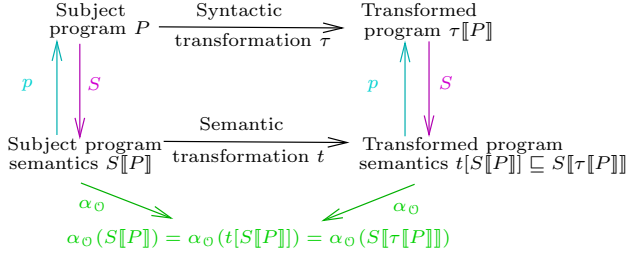 Subject
program P
Syntactic
transformation τ
Transformed
program τ⟦P⟧
p
S
p
S
Subject program
semantics S⟦P⟧
Semantic
transformation t
Transformed program
semantics t[S⟦P⟧] ⊑ S⟦τ⟦P⟧⟧
α𝒪
α𝒪
α𝒪(S⟦P⟧) = α𝒪(t[S⟦P⟧]) = α𝒪(S⟦τ⟦P⟧⟧)